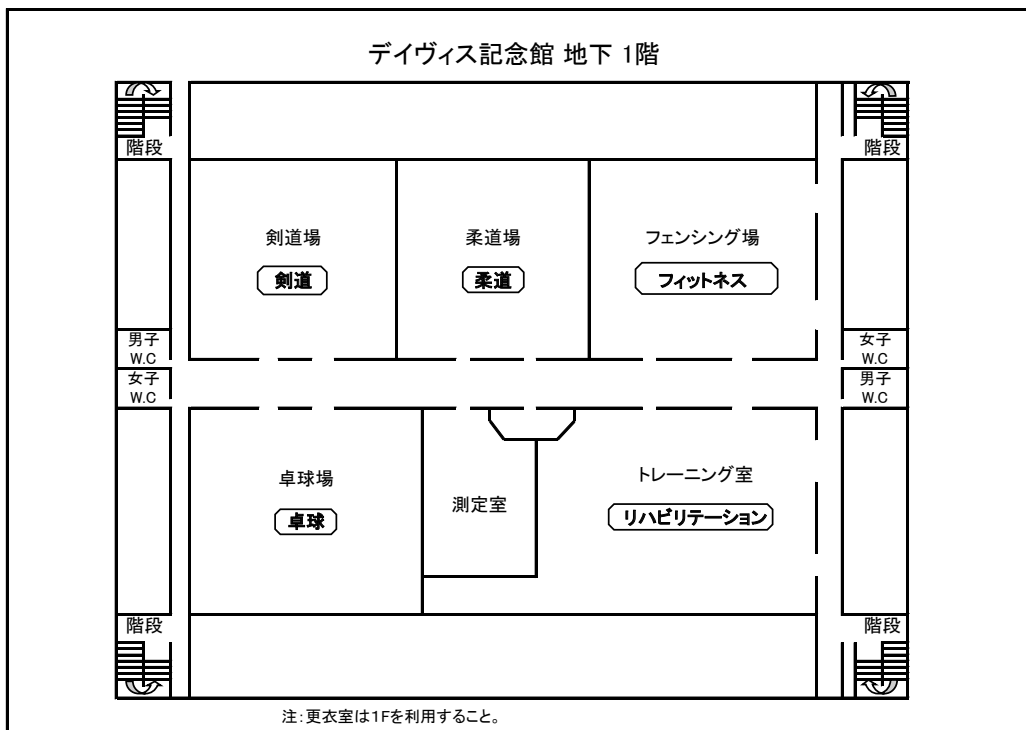 デイヴィス記念館 地下 1階
階段
階段
剣道場
柔道場
フェンシング場
剣道
柔道
フィットネス
男子
W.C
女子
W.C
女子
W.C
男子
W.C
卓球場
測定室
トレーニング室
卓球
リハビリテーション
階段
階段
注:更衣室は1Fを利用すること。